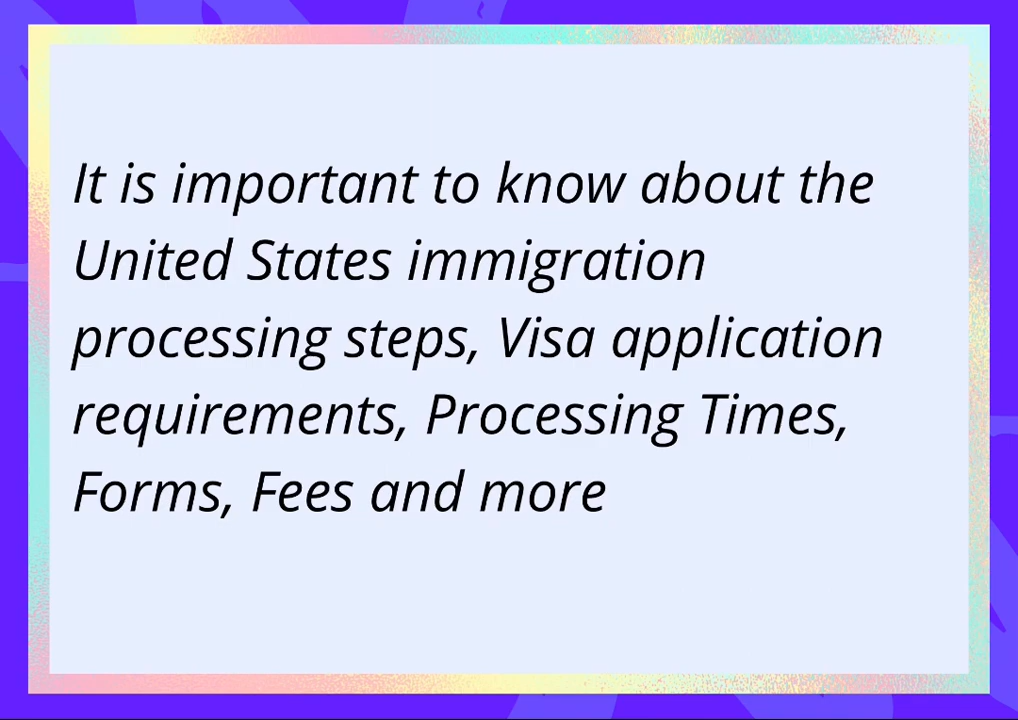 It is important to know about the
United States immigration
processing steps, Visa application
requirements, Processing Times,
Forms, Fees and more